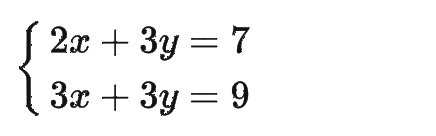 2x + 3y = 7
3x + 3y = 9